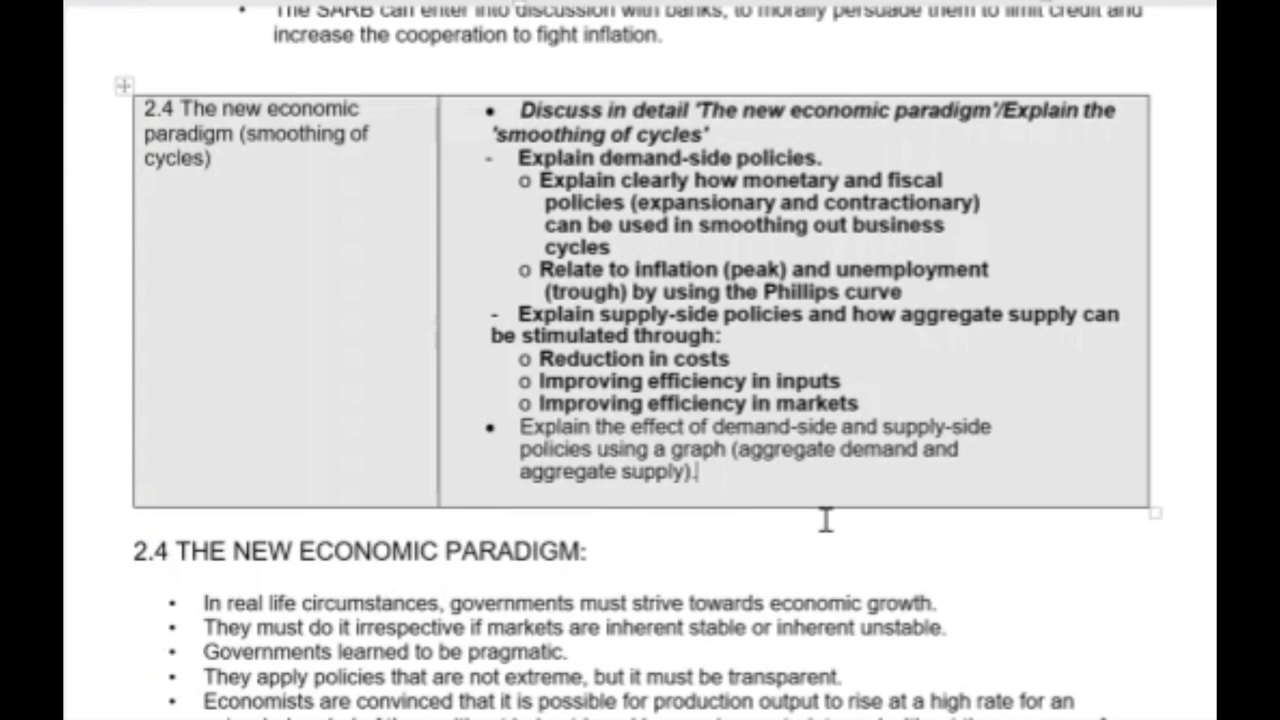 • The SARB can enter into discussion with banks, to morally persuade them to limit credit and
increase the cooperation to fight inflation.
2.4 The new economic
paradigm (smoothing of
cycles)
• Discuss in detail 'The new economic paradigm'/Explain the
'smoothing of cycles'
- Explain demand-side policies.
o Explain clearly how monetary and fiscal
policies (expansionary and contractionary)
can be used in smoothing out business
cycles
o Relate to inflation (peak) and unemployment
(trough) by using the Phillips curve
- Explain supply-side policies and how aggregate supply can
be stimulated through:
o Reduction in costs
o Improving efficiency in inputs
o Improving efficiency in markets
• Explain the effect of demand-side and supply-side
policies using a graph (aggregate demand and
aggregate supply).
2.4 THE NEW ECONOMIC PARADIGM:
• In real life circumstances, governments must strive towards economic growth.
• They must do it irrespective if markets are inherent stable or inherent unstable.
• Governments learned to be pragmatic.
• They apply policies that are not extreme, but it must be transparent.
• Economists are convinced that it is possible for production output to rise at a high rate for an